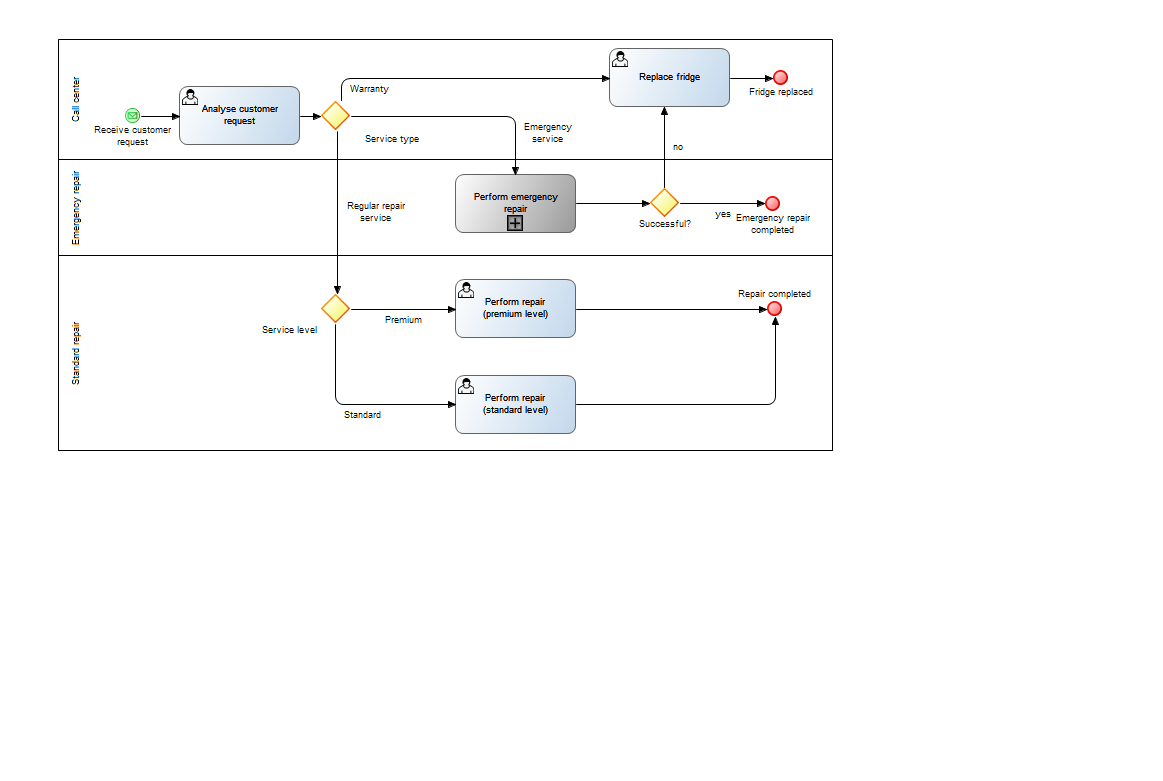 Call center
Receive customer
request
Analyse customer
request
Warranty
Service type
Emergency
service
Replace fridge
Fridge replaced
no
Emergency repair
Regular repair
service
Perform emergency
repair
Successful?
yes
Emergency repair
completed
Standard repair
Service level
Premium
Perform repair
(premium level)
Repair completed
Standard
Perform repair
(standard level)